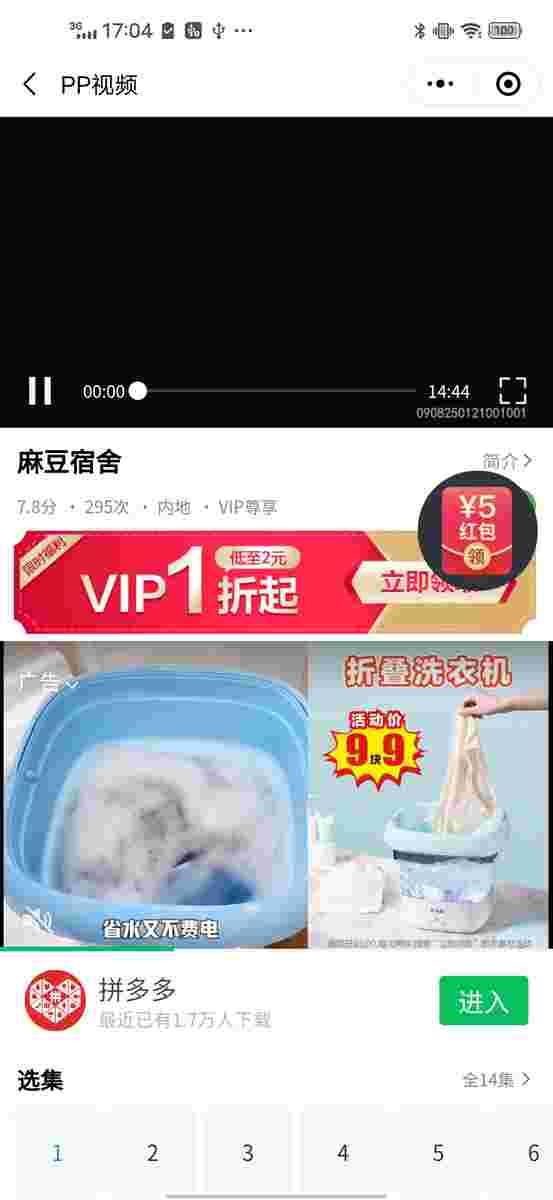 3G 17:04 100
PP视频
00:00 14:44
0908250121001001
麻豆宿舍 简介
7.8分 · 295次 · 内地 · VIP尊享
¥5
红包
领
限时福利
VIP1折起
低至2元
立即领
广告
折叠洗衣机
活动价
9块9
省水又不费电
拼多多
最近已有1.7万人下载
进入
选集 全14集
1 2 3 4 5 6